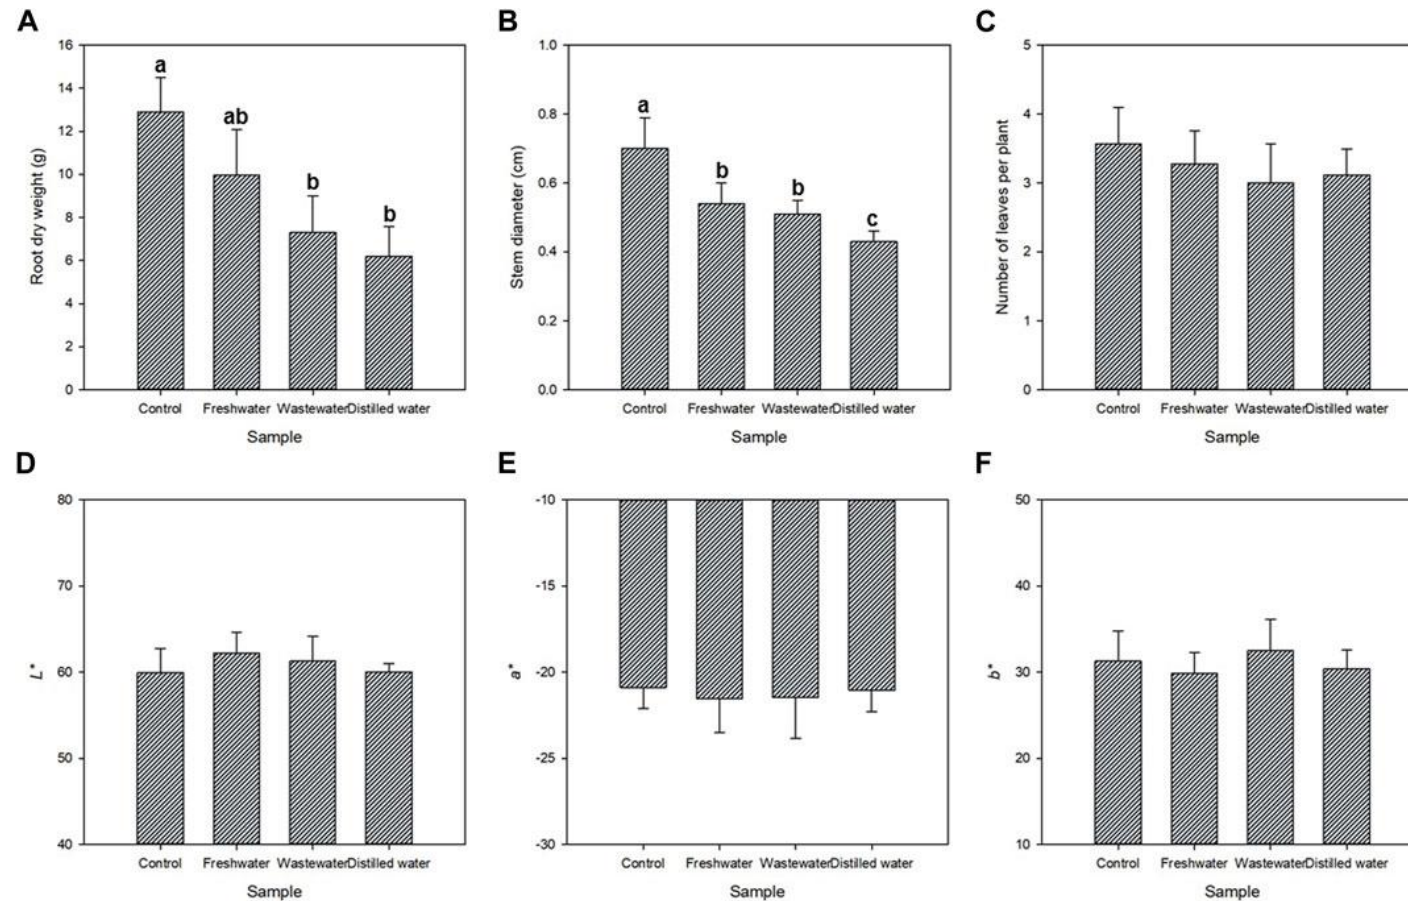 A
Root dry weight (g)
16
14
12
10
8
6
4
2
0
a
ab
b
b
Control Freshwater Wastewater Distilled water
Sample
B
Stem diameter (cm)
1.0
0.8
0.6
0.4
0.2
0.0
a
b
b
c
Control Freshwater Wastewater Distilled water
Sample
C
Number of leaves per plant
5
4
3
2
1
0
Control Freshwater Wastewater Distilled water
Sample
D
L*
80
70
60
50
40
Control Freshwater Wastewater Distilled water
Sample
E
a*
-10
-15
-20
-25
-30
Control Freshwater Wastewater Distilled water
Sample
F
b*
50
40
30
20
10
Control Freshwater Wastewater Distilled water
Sample